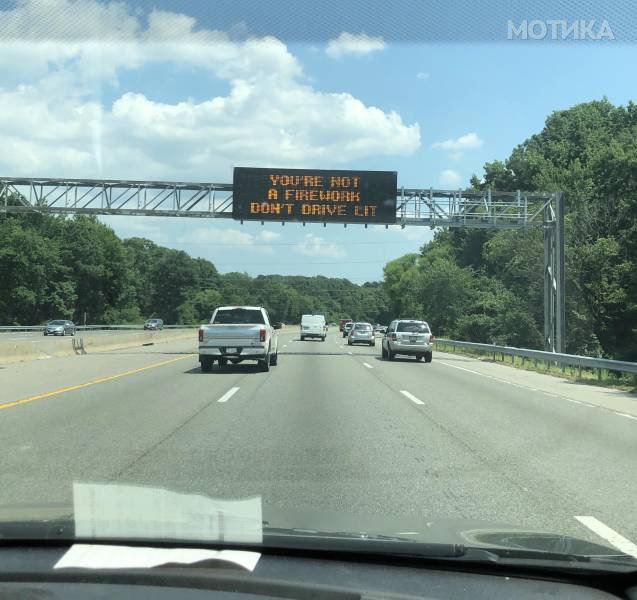 МОТИКА
YOU'RE NOT
A FIREWORK
DON'T DRIVE LIT